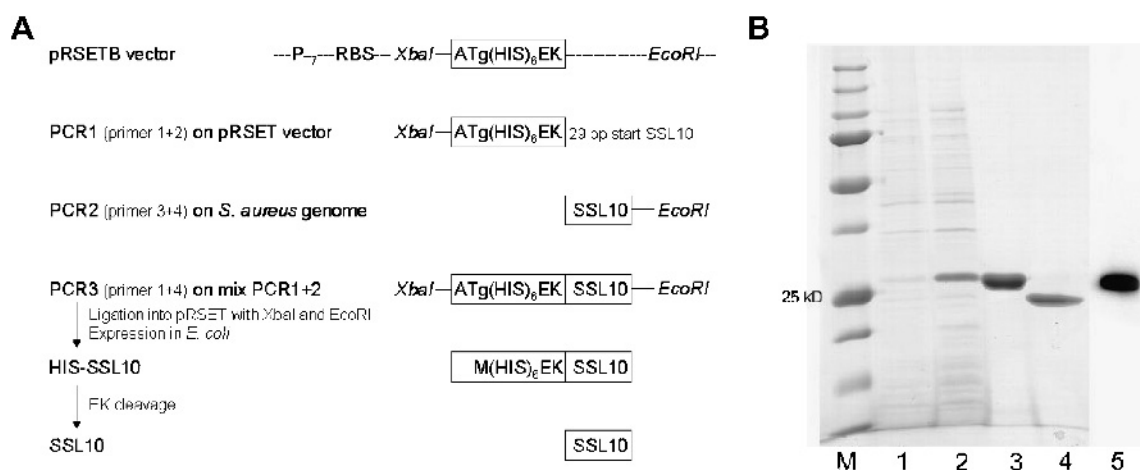 A
pRSETB vector
---P-7----RBS- XbaI ATg(HIS)6EK --------EcoRI---
PCR1 (primer 1+2) on pRSET vector
XbaI ATg(HIS)6EK 29 bp start SSL10
PCR2 (primer 3+4) on S. aureus genome
SSL10 EcoRI
PCR3 (primer 1+4) on mix PCR1+2
XbaI ATg(HIS)6EK SSL10 EcoRI
Ligation into pRSET with XbaI and EcoRI
Expression in E. coli
HIS-SSL10
M(HIS)6EK SSL10
EK cleavage
SSL10
SSL10
B
25 kD
M 1 2 3 4 5